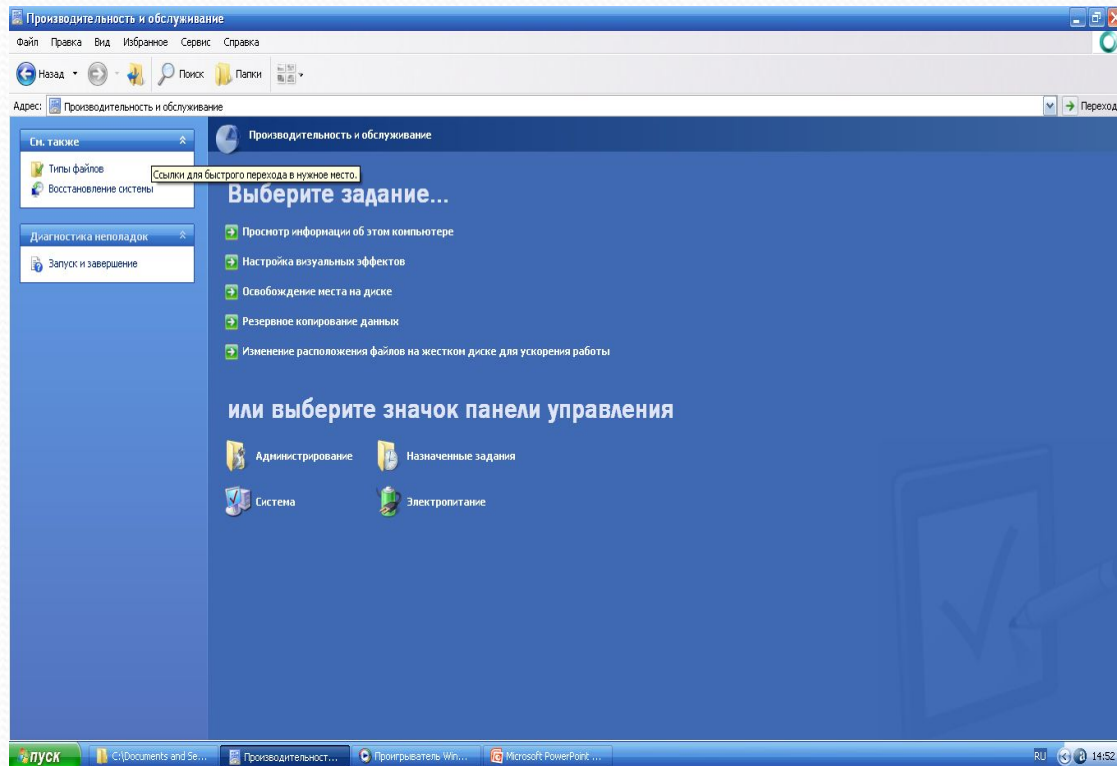 Производительность и обслуживание
Файл Правка Вид Избранное Сервис Справка
Назад Поиск Папки
Адрес: Производительность и обслуживание Переход
См. также
Типы файлов
Ссылки для быстрого перехода в нужное место.
Восстановление системы
Диагностика неполадок
Запуск и завершение
Производительность и обслуживание
Выберите задание...
Просмотр информации об этом компьютере
Настройка визуальных эффектов
Освобождение места на диске
Резервное копирование данных
Изменение расположения файлов на жестком диске для ускорения работы
или выберите значок панели управления
Администрирование Назначенные задания
Система Электропитание
пуск C:\Documents and Se... Производительност... Проигрыватель Win... Microsoft PowerPoint ... RU 14:52